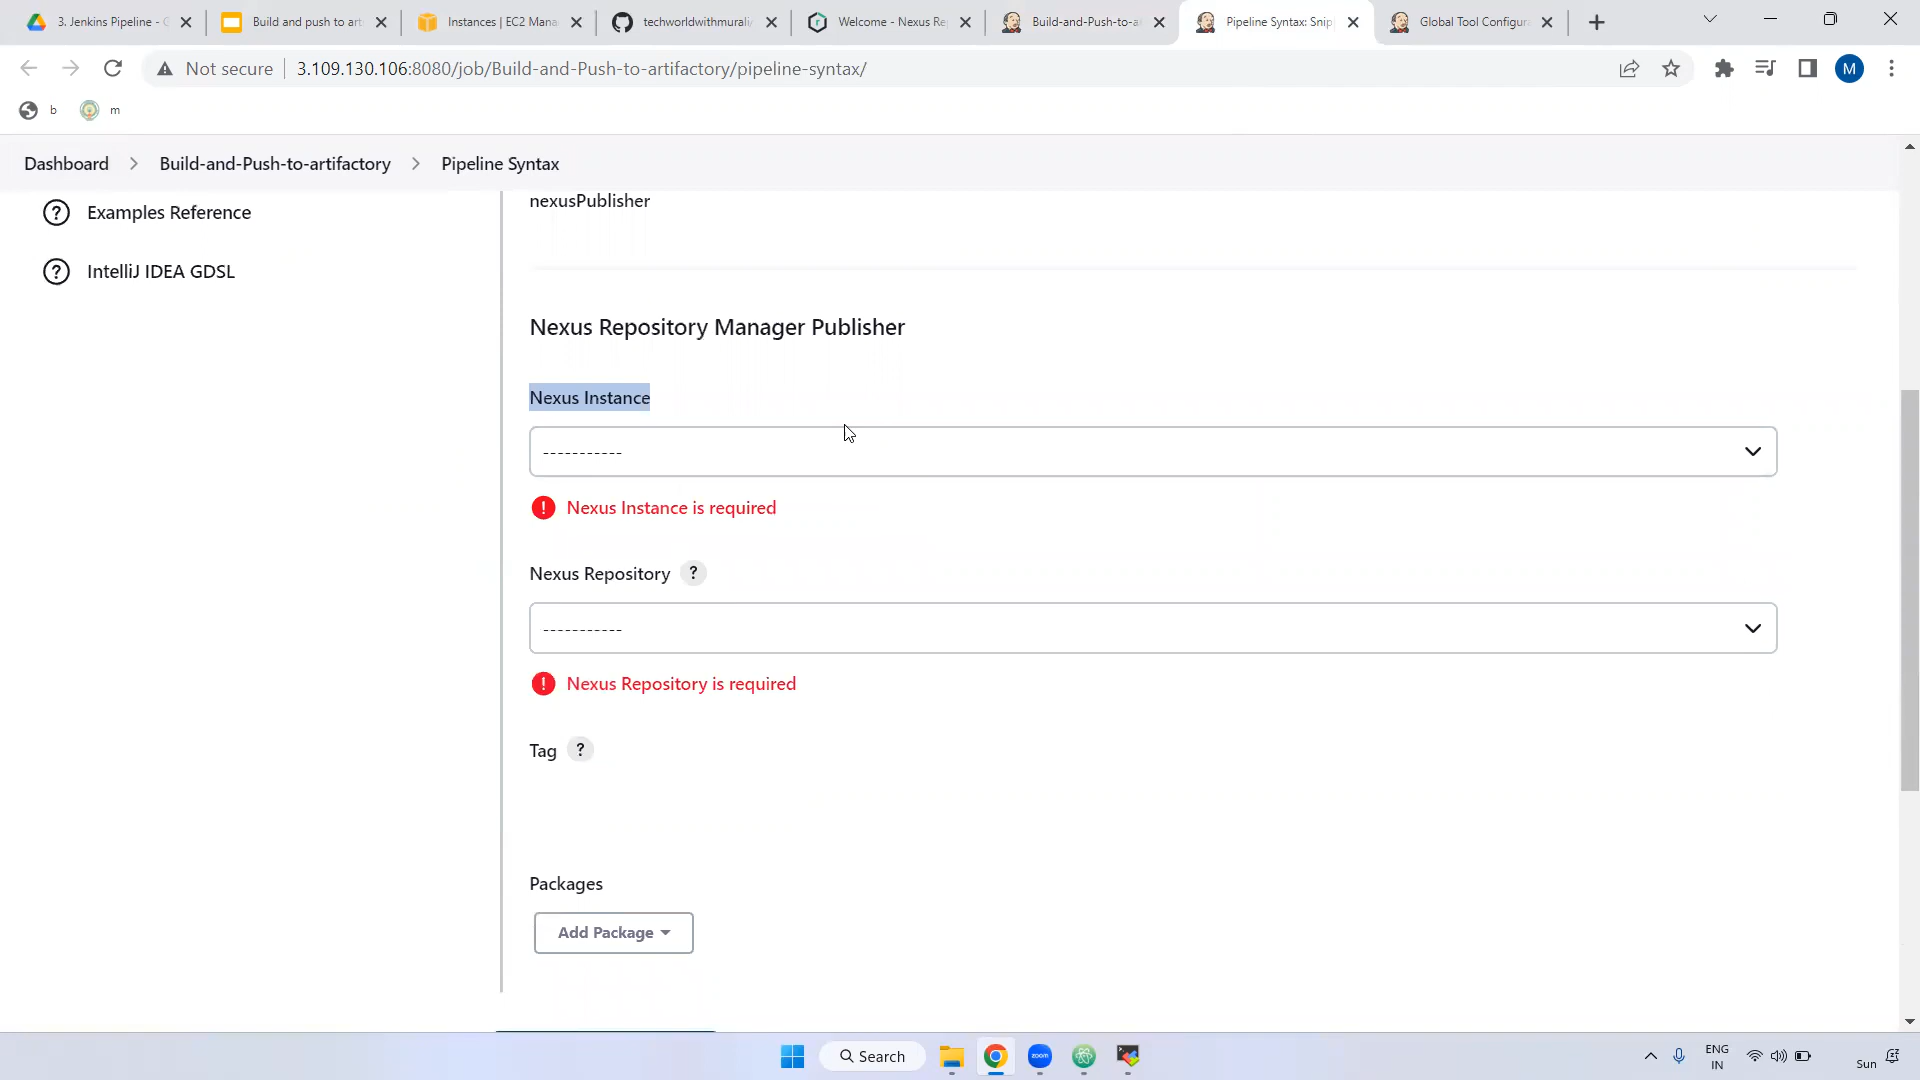 3. Jenkins Pipeline - G
Build and push to art
Instances | EC2 Mana
techworldwithmurali/
Welcome - Nexus Re
Build-and-Push-to-a
Pipeline Syntax: Snip
Global Tool Configura
Not secure
3.109.130.106:8080/job/Build-and-Push-to-artifactory/pipeline-syntax/
M
b
m
Dashboard > Build-and-Push-to-artifactory > Pipeline Syntax
? Examples Reference
? IntelliJ IDEA GDSL
nexusPublisher
Nexus Repository Manager Publisher
Nexus Instance
-----------
! Nexus Instance is required
Nexus Repository ?
-----------
! Nexus Repository is required
Tag ?
Packages
Add Package
Search
zoom
ENG
IN
Sun